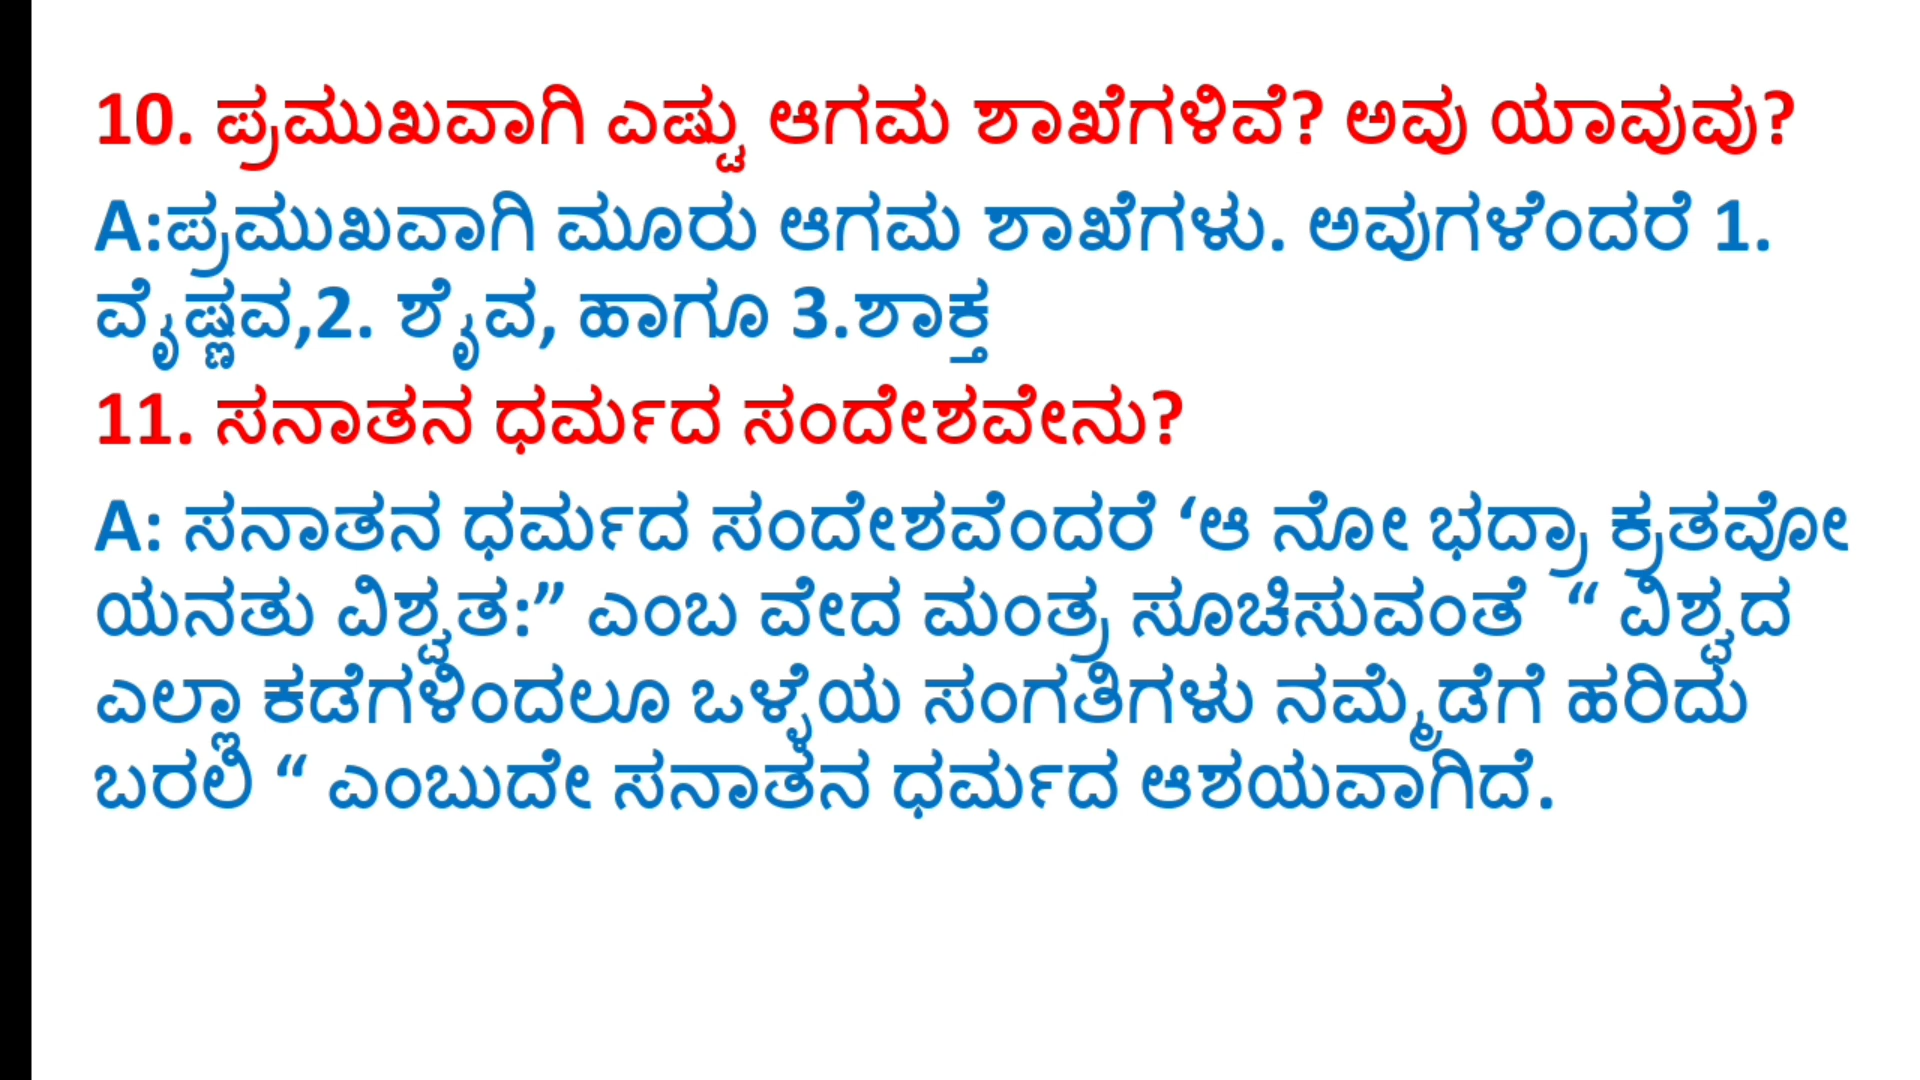 10. ಪ್ರಮುಖವಾಗಿ ಎಷ್ಟು ಆಗಮ ಶಾಖೆಗಳಿವೆ? ಅವು ಯಾವುವು?
A:ಪ್ರಮುಖವಾಗಿ ಮೂರು ಆಗಮ ಶಾಖೆಗಳು. ಅವುಗಳೆಂದರೆ 1.
ವೈಷ್ಣವ,2. ಶೈವ, ಹಾಗೂ 3.ಶಾಕ್ತ
11. ಸನಾತನ ಧರ್ಮದ ಸಂದೇಶವೇನು?
A: ಸನಾತನ ಧರ್ಮದ ಸಂದೇಶವೆಂದರೆ ‘ಆ ನೋ ಭದ್ರಾ ಕ್ರತವೋ
ಯನತು ವಿಶ್ವತ:” ಎಂಬ ವೇದ ಮಂತ್ರ ಸೂಚಿಸುವಂತೆ “ ವಿಶ್ವದ
ಎಲ್ಲಾ ಕಡೆಗಳಿಂದಲೂ ಒಳ್ಳೆಯ ಸಂಗತಿಗಳು ನಮ್ಮೆಡೆಗೆ ಹರಿದು
ಬರಲಿ “ ಎಂಬುದೇ ಸನಾತನ ಧರ್ಮದ ಆಶಯವಾಗಿದೆ.